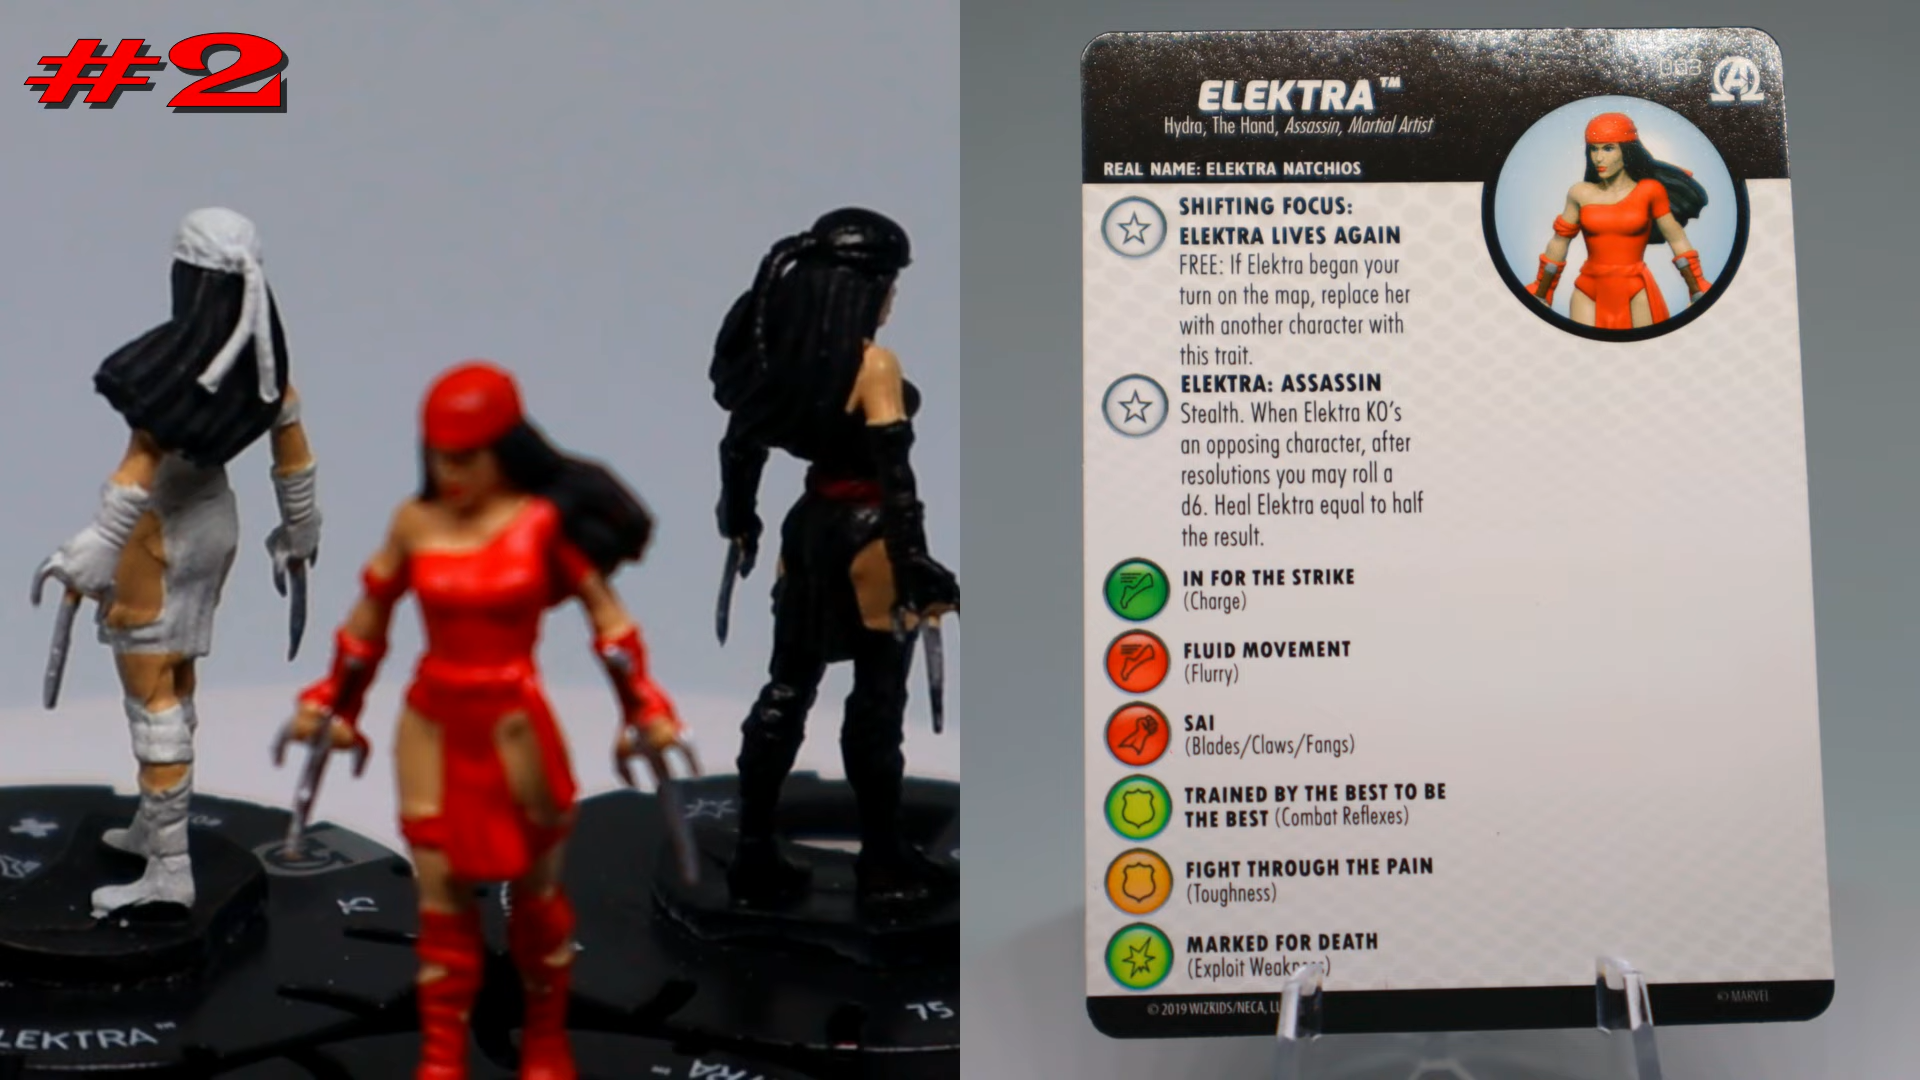 #2
LEKTRA™
75
ELEKTRA™
Hydra, The Hand, Assassin, Martial Artist
003
REAL NAME: ELEKTRA NATCHIOS
SHIFTING FOCUS:
ELEKTRA LIVES AGAIN
FREE: If Elektra began your
turn on the map, replace her
with another character with
this trait.
ELEKTRA: ASSASSIN
Stealth. When Elektra KO's
an opposing character, after
resolutions you may roll a
d6. Heal Elektra equal to half
the result.
IN FOR THE STRIKE
(Charge)
FLUID MOVEMENT
(Flurry)
SAI
(Blades/Claws/Fangs)
TRAINED BY THE BEST TO BE
THE BEST (Combat Reflexes)
FIGHT THROUGH THE PAIN
(Toughness)
MARKED FOR DEATH
(Exploit
© 2019 WIZKIDS/NECA,
© MARVEL